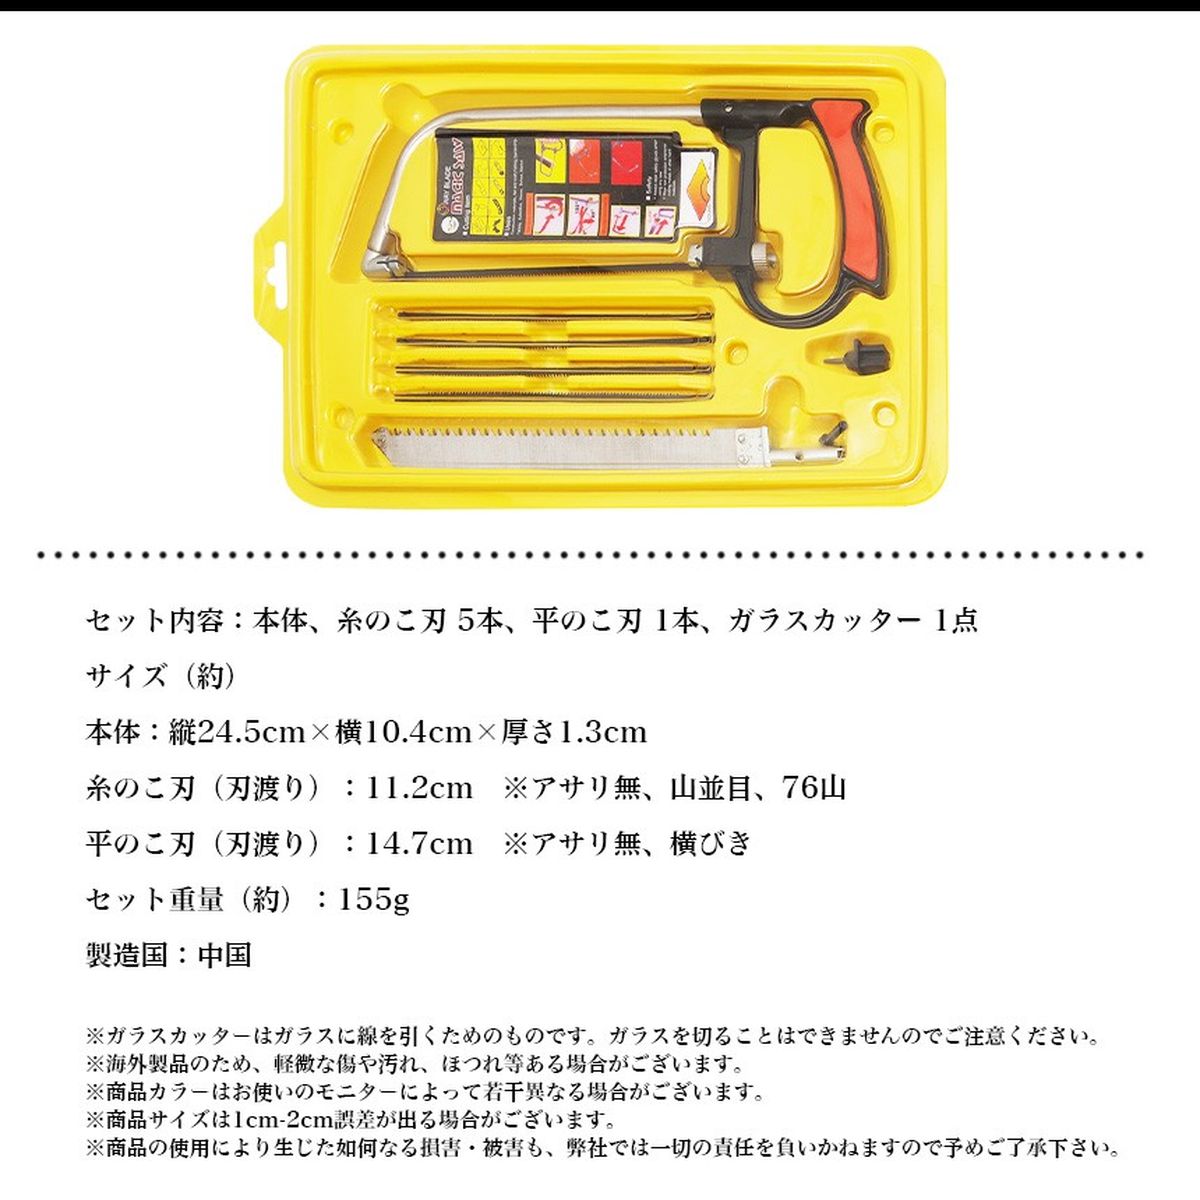 MAGIC SAW
Cutting item
Uses
Safety
セット内容：本体、糸のこ刃 5本、平のこ刃 1本、ガラスカッター 1点
サイズ（約）
本体：縦24.5cm×横10.4cm×厚さ1.3cm
糸のこ刃（刃渡り）：11.2cm　※アサリ無、山並目、76山
平のこ刃（刃渡り）：14.7cm　※アサリ無、横びき
セット重量（約）：155g
製造国：中国
※ガラスカッターはガラスに線を引くためのものです。ガラスを切ることはできませんのでご注意ください。
※海外製品のため、軽微な傷や汚れ、ほつれ等ある場合がございます。
※商品カラーはお使いのモニターによって若干異なる場合がございます。
※商品サイズは1cm-2cm誤差が出る場合がございます。
※商品の使用により生じた如何なる損害・被害も、弊社では一切の責任を負いかねますので予めご了承下さい。